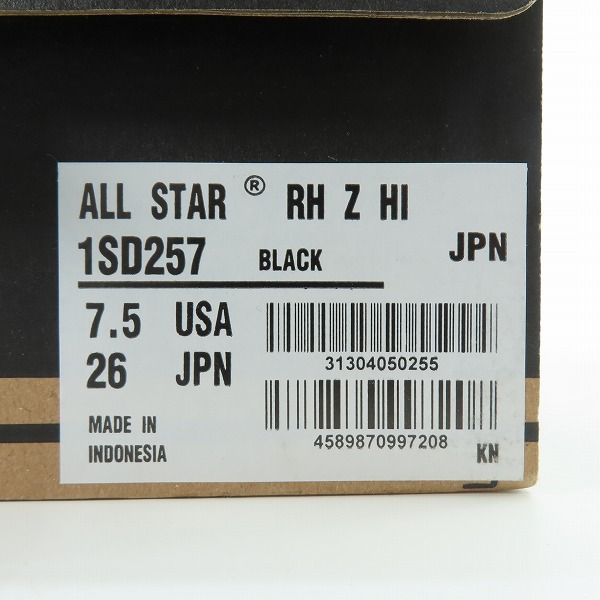 ALL STAR ® RH Z HI
1SD257 BLACK JPN
7.5 USA
26 JPN
31304050255
MADE IN
INDONESIA
4589870997208
KN